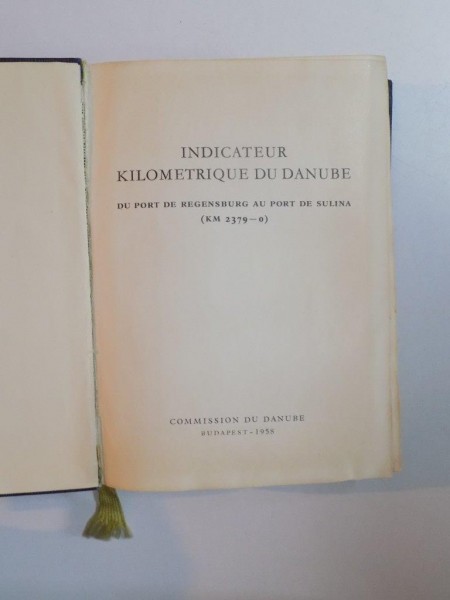 INDICATEUR
KILOMETRIQUE DU DANUBE
DU PORT DE REGENSBURG AU PORT DE SULINA
(KM 2379—0)
COMMISSION DU DANUBE
BUDAPEST - 1958